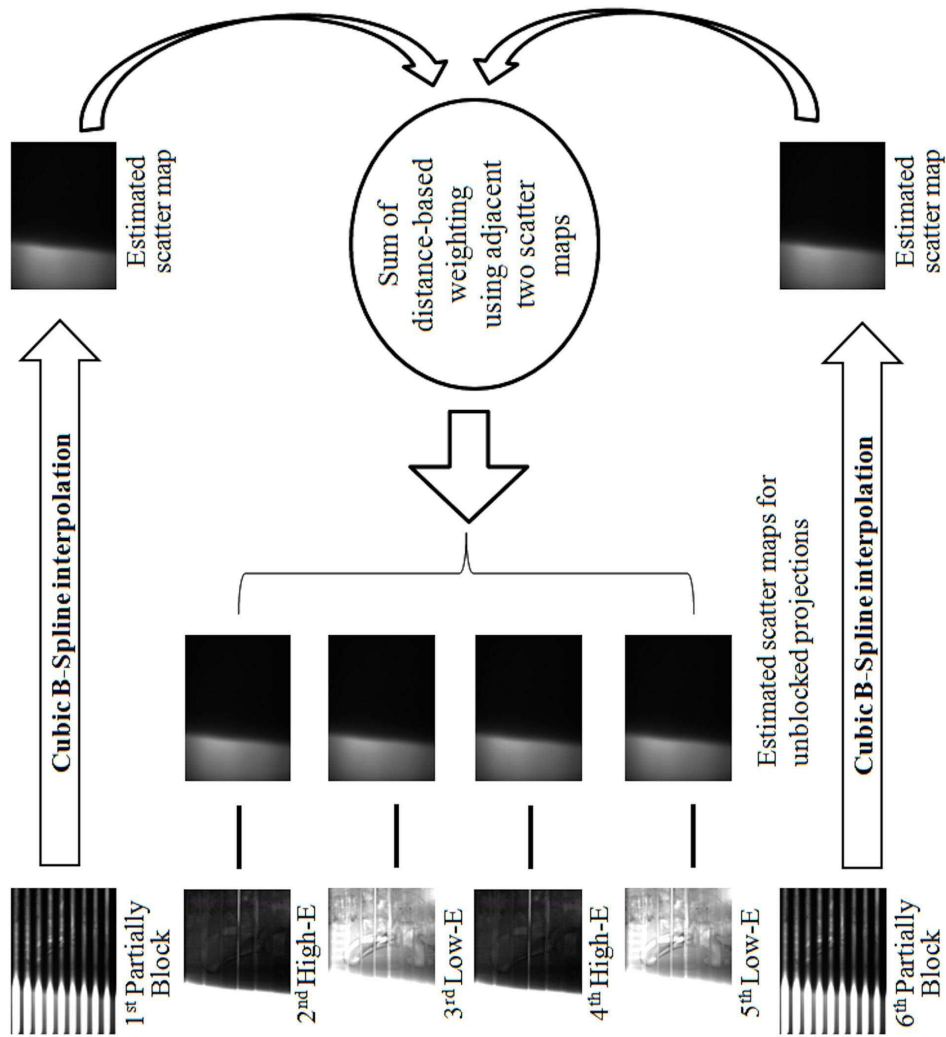 1st Partially
Block
Cubic B-Spline interpolation
Estimated
scatter map
2nd High-E
3rd Low-E
4th High-E
5th Low-E
Estimated scatter maps for
unblocked projections
Sum of
distance-based
weighting
using adjacent
two scatter
maps
6th Partially
Block
Cubic B-Spline interpolation
Estimated
scatter map